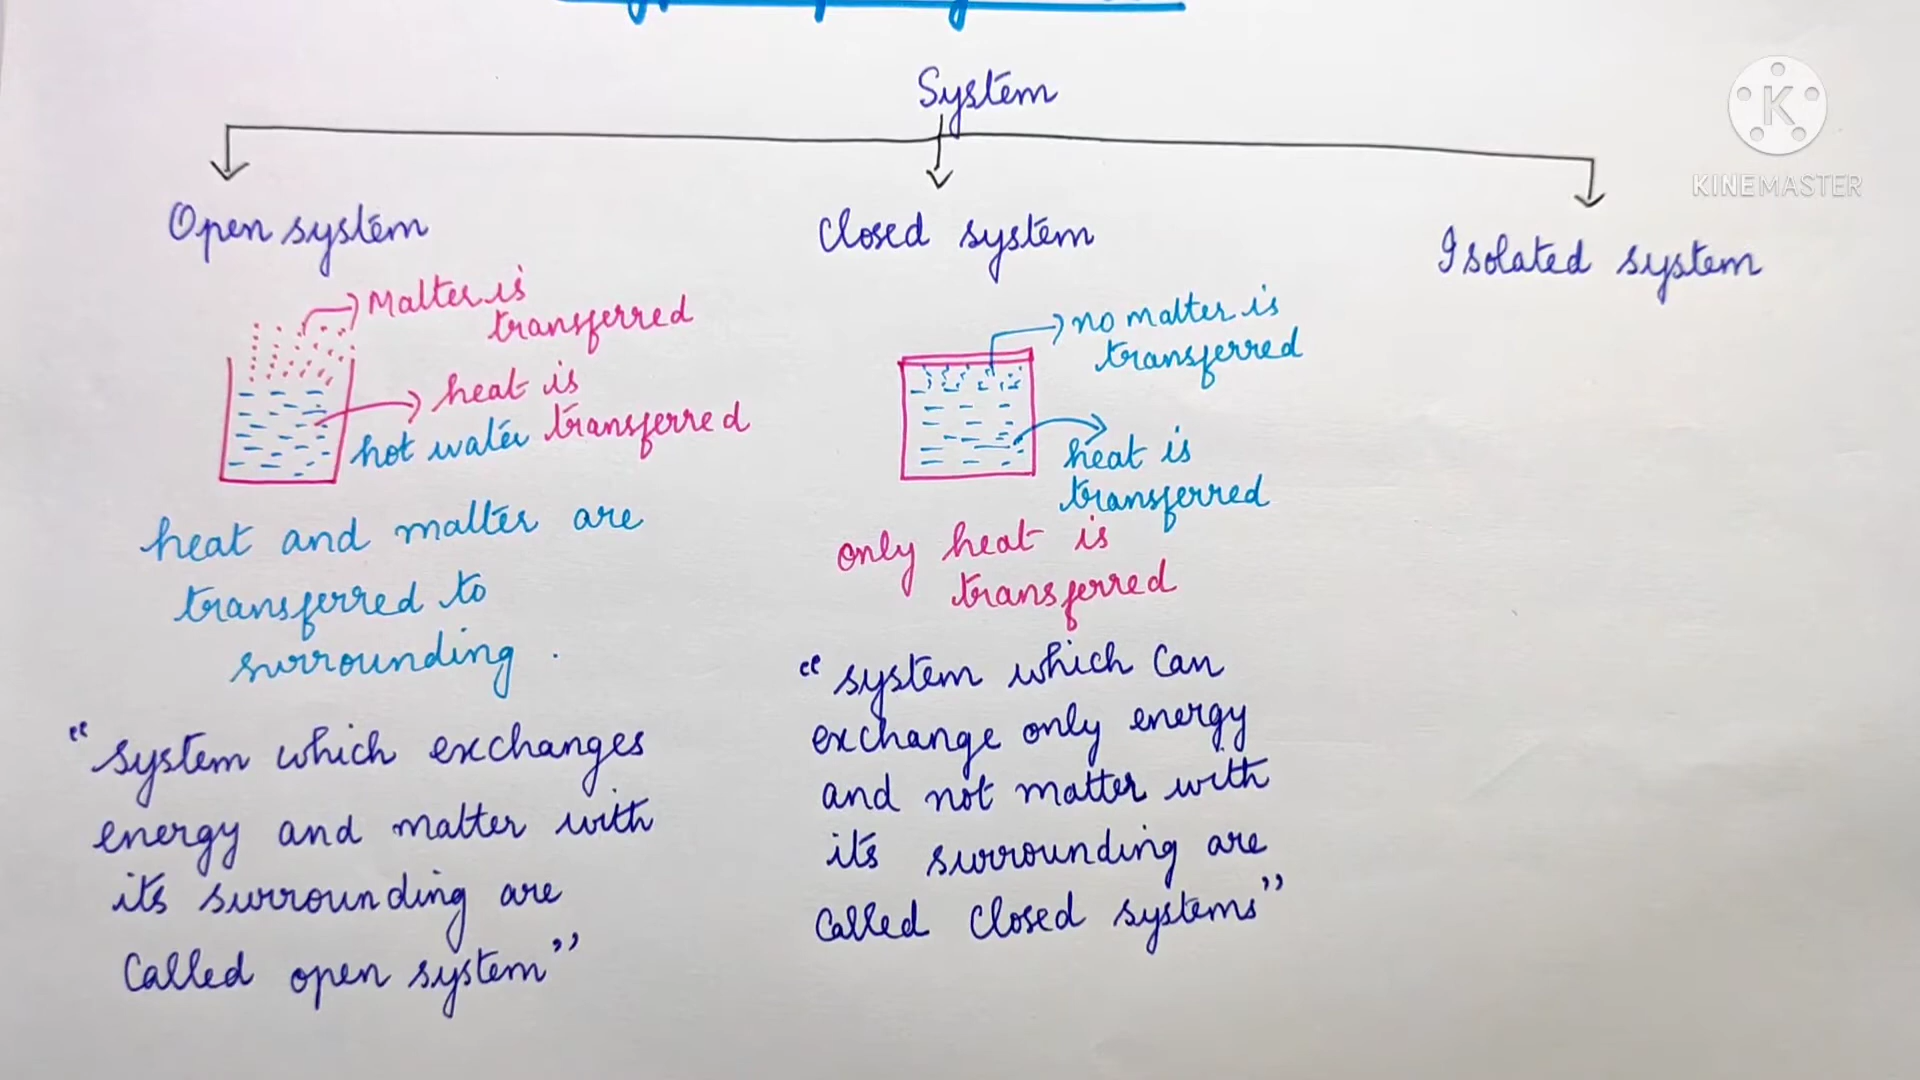 System
Open system
Closed system
Isolated system
Matter is
transferred
heat is
transferred
hot water
heat and matter are
transferred to
surrounding.
"system which exchanges
energy and matter with
its surrounding are
Called open system"
no matter is
transferred
heat is
transferred
only heat is
transferred
"system which can
exchange only energy
and not matter with
its surrounding are
Called Closed systems"
K
KINEMASTER